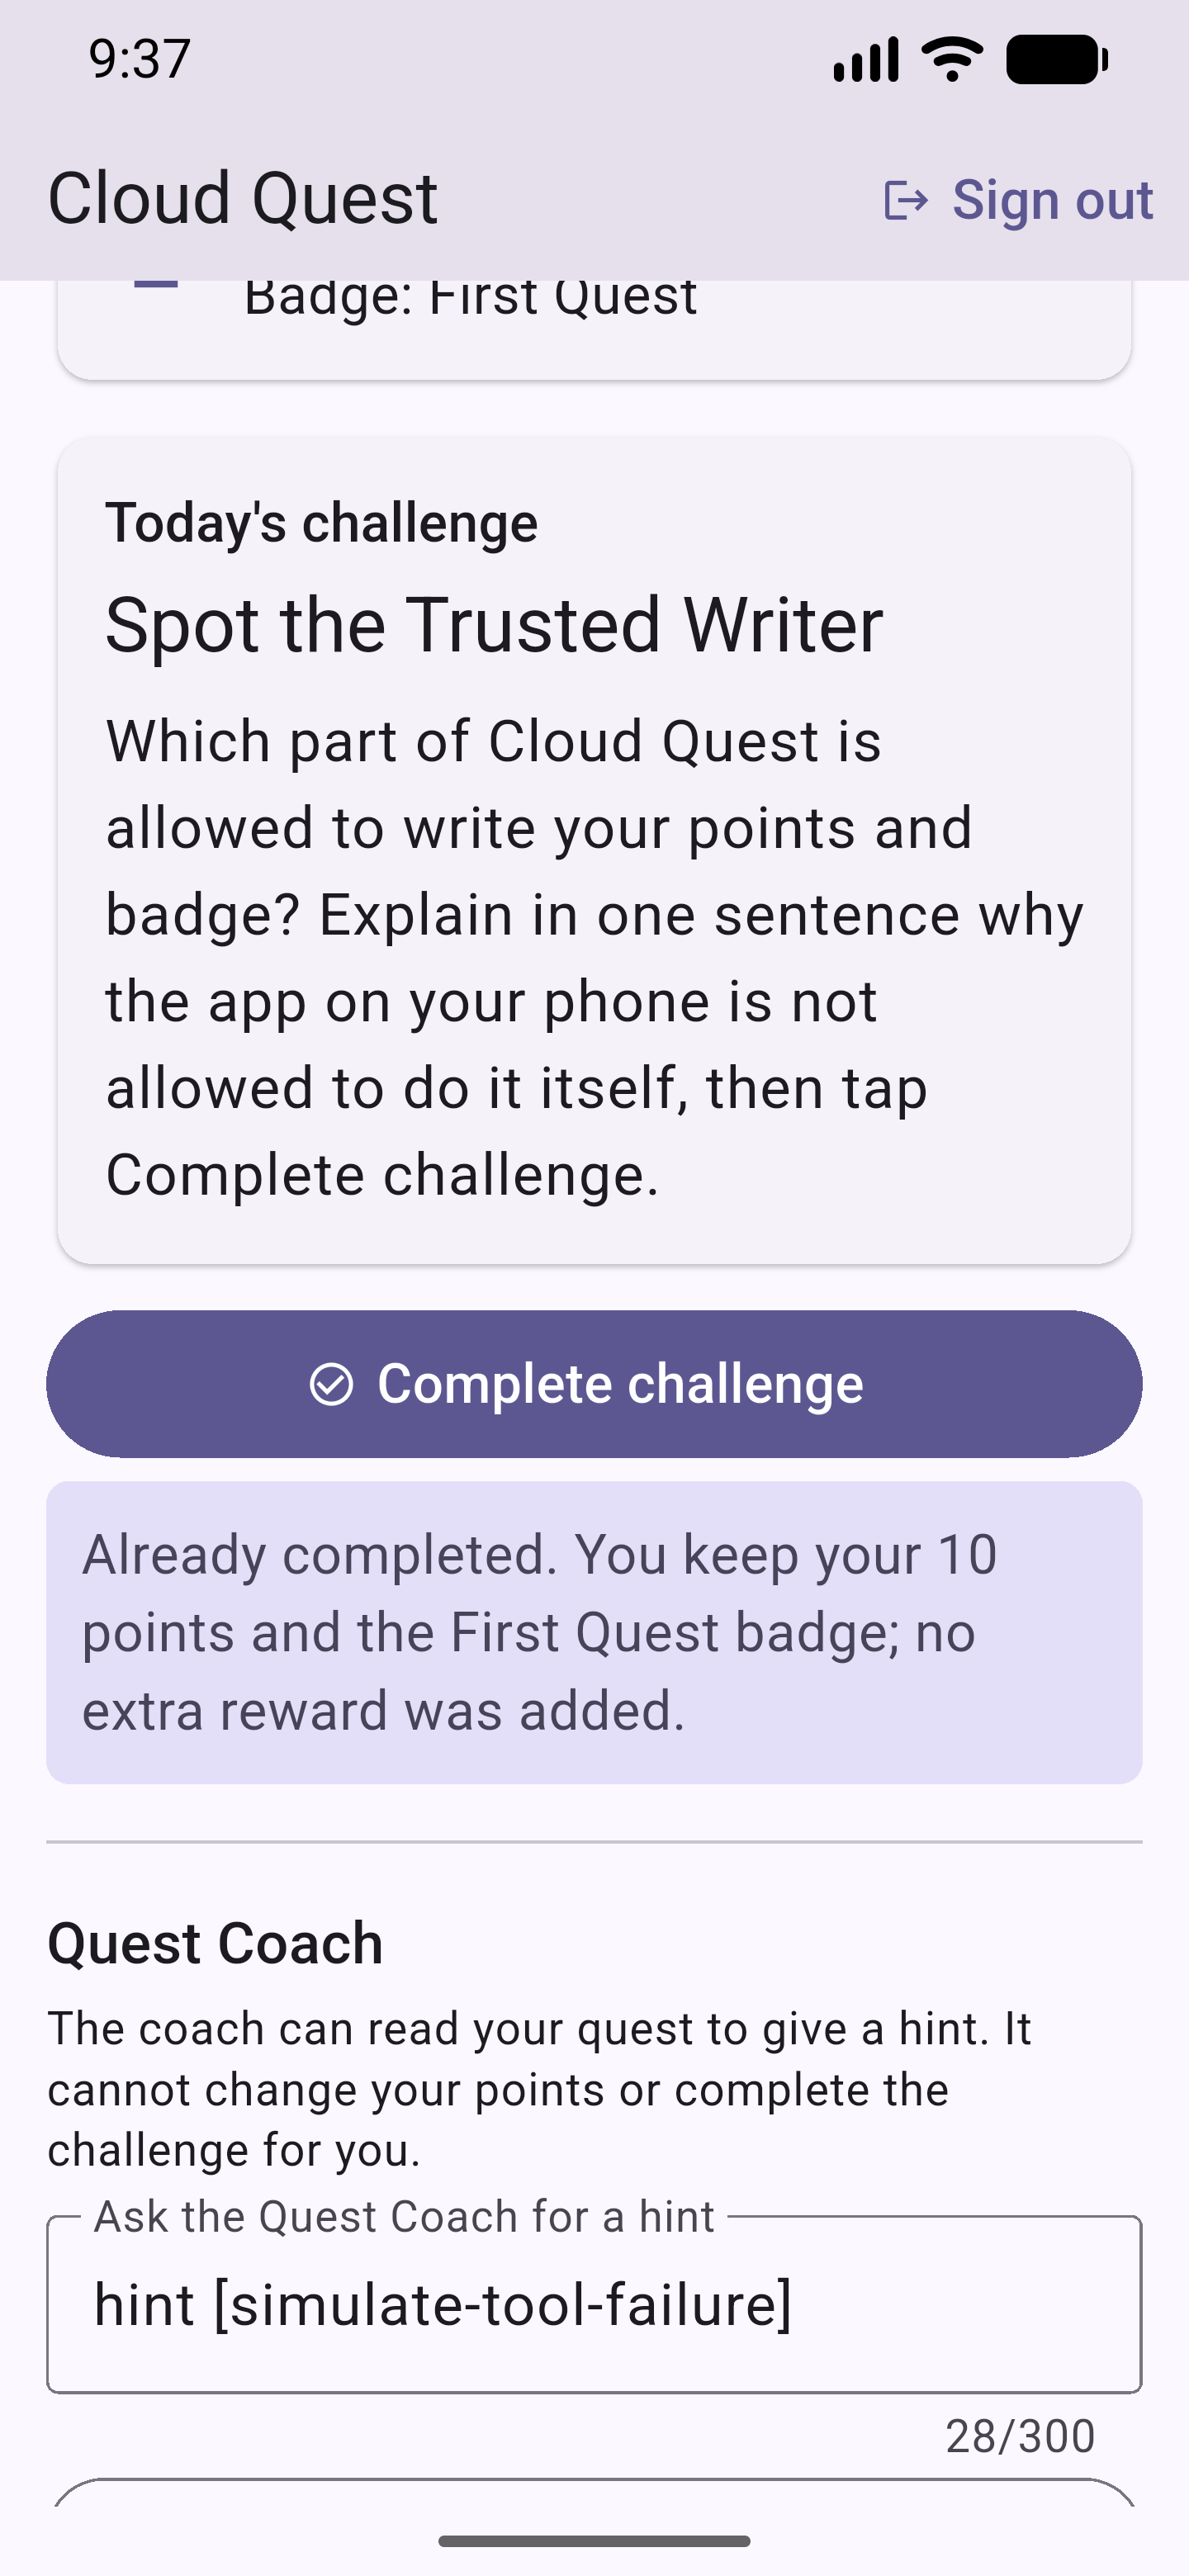 9:37
Cloud Quest
Sign out
Badge: First Quest
Today's challenge
Spot the Trusted Writer
Which part of Cloud Quest is
allowed to write your points and
badge? Explain in one sentence why
the app on your phone is not
allowed to do it itself, then tap
Complete challenge.
Complete challenge
Already completed. You keep your 10
points and the First Quest badge; no
extra reward was added.
Quest Coach
The coach can read your quest to give a hint. It
cannot change your points or complete the
challenge for you.
Ask the Quest Coach for a hint
hint [simulate-tool-failure]
28/300